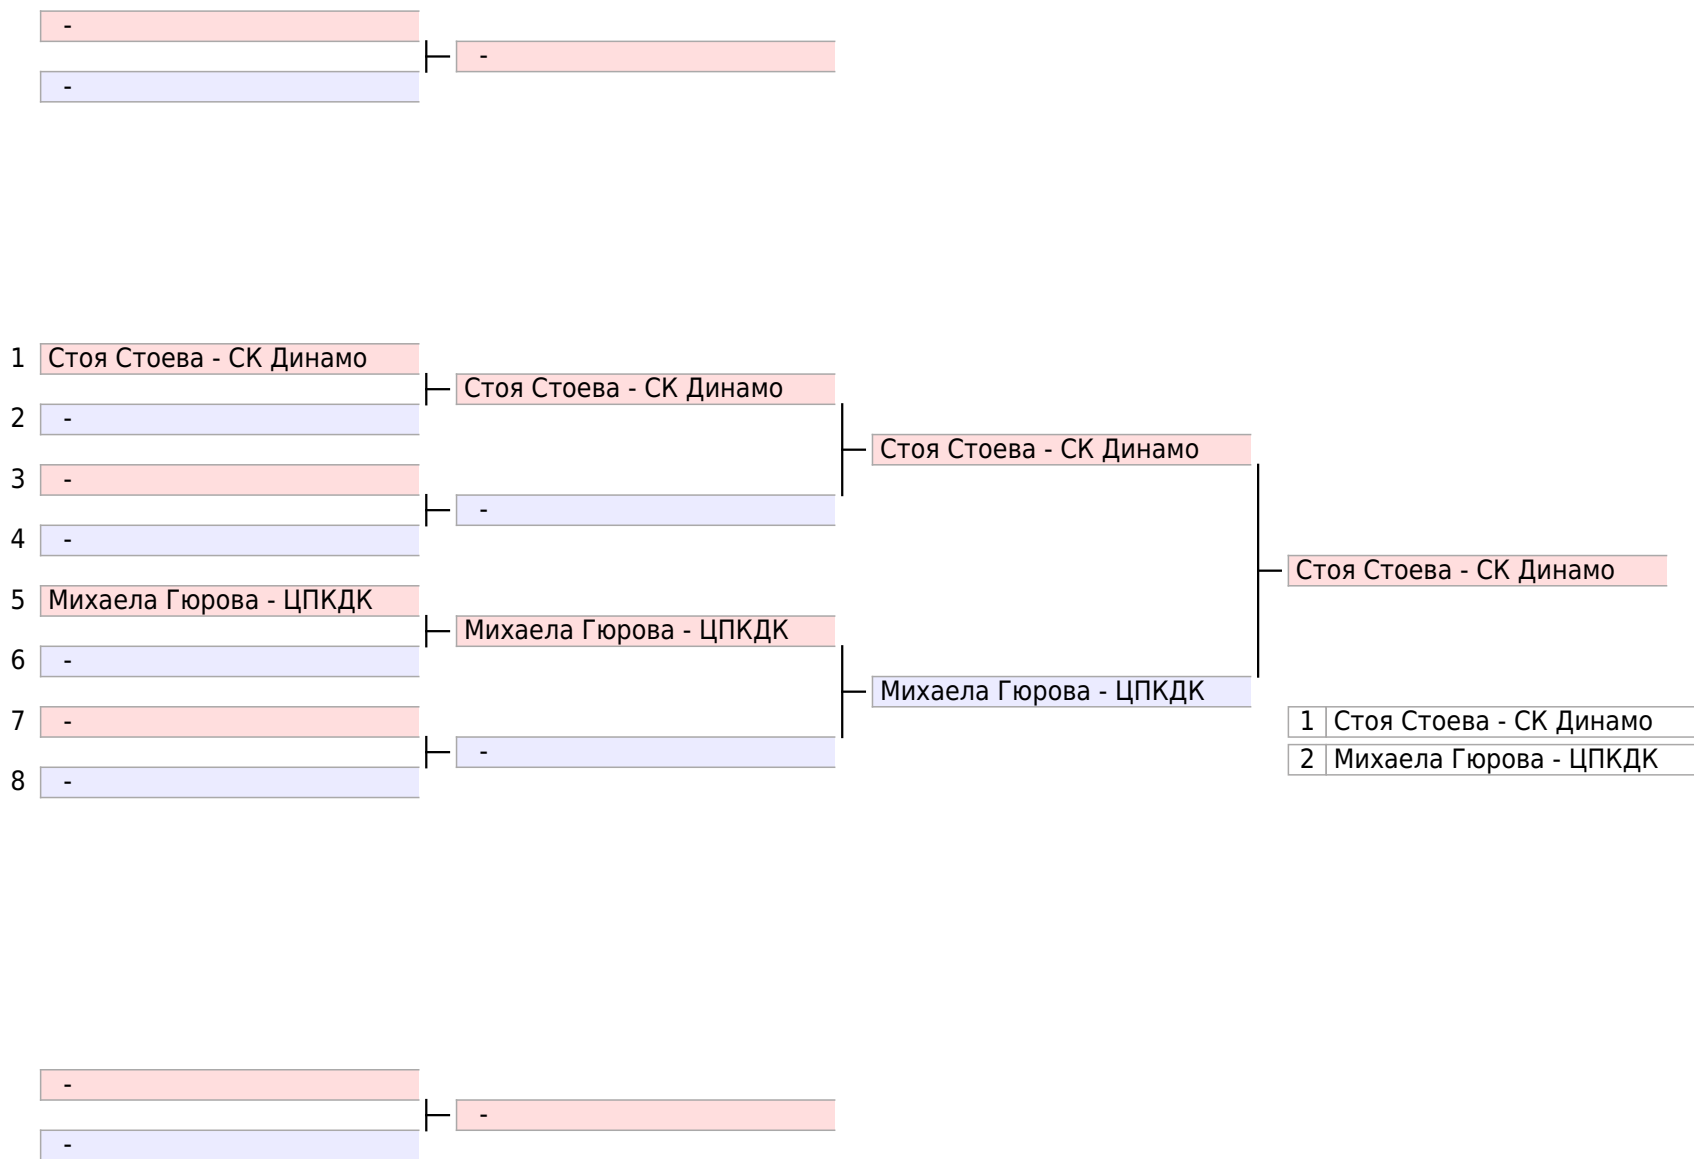 -
-
-
1 Стоя Стоева - СК Динамо
Стоя Стоева - СК Динамо
2 -
Стоя Стоева - СК Динамо
3 -
-
4 -
Стоя Стоева - СК Динамо
5 Михаела Гюрова - ЦПКДК
Михаела Гюрова - ЦПКДК
6 -
Михаела Гюрова - ЦПКДК
7 -
1 Стоя Стоева - СК Динамо
-
2 Михаела Гюрова - ЦПКДК
8 -
-
-
-